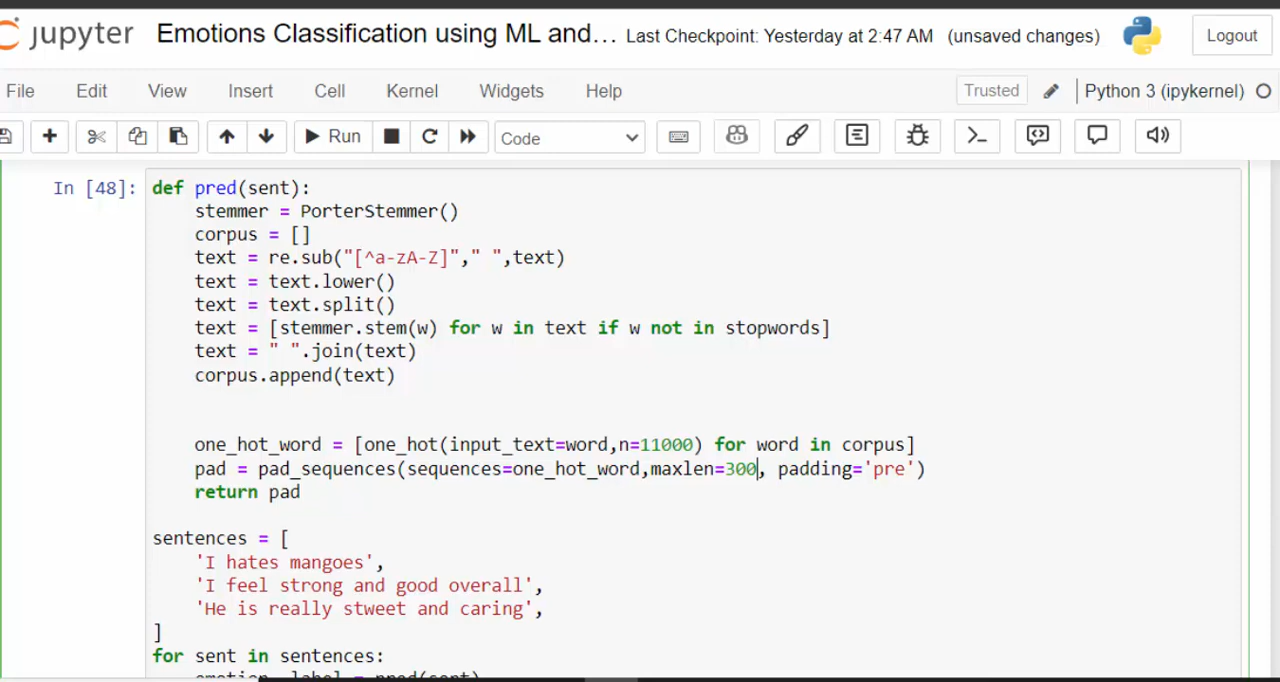 jupyter Emotions Classification using ML and... Last Checkpoint: Yesterday at 2:47 AM (unsaved changes) Logout
File Edit View Insert Cell Kernel Widgets Help Trusted Python 3 (ipykernel)
Run Code
In [48]: def pred(sent):
    stemmer = PorterStemmer()
    corpus = []
    text = re.sub("[^a-zA-Z]"," ",text)
    text = text.lower()
    text = text.split()
    text = [stemmer.stem(w) for w in text if w not in stopwords]
    text = " ".join(text)
    corpus.append(text)
    one_hot_word = [one_hot(input_text=word,n=11000) for word in corpus]
    pad = pad_sequences(sequences=one_hot_word,maxlen=300, padding='pre')
    return pad
sentences = [
    'I hates mangoes',
    'I feel strong and good overall',
    'He is really stweet and caring',
]
for sent in sentences:
    emotion, label = pred(sent)